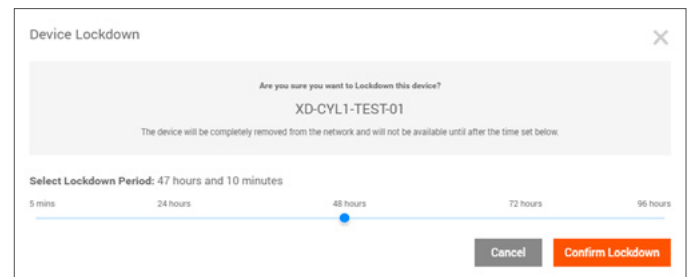 Device Lockdown
Are you sure you want to Lockdown this device?
XD-CYL1-TEST-01
The device will be completely removed from the network and will not be available until after the time set below.
Select Lockdown Period: 47 hours and 10 minutes
5 mins 24 hours 48 hours 72 hours 96 hours
Cancel Confirm Lockdown